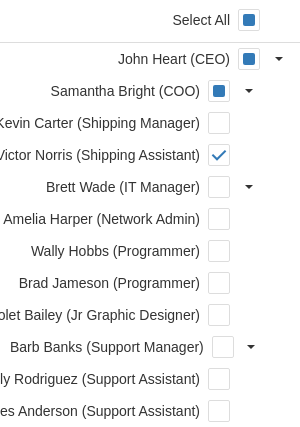 Select All
John Heart (CEO)
Samantha Bright (COO)
Kevin Carter (Shipping Manager)
Victor Norris (Shipping Assistant)
Brett Wade (IT Manager)
Amelia Harper (Network Admin)
Wally Hobbs (Programmer)
Brad Jameson (Programmer)
Bailey (Jr Graphic Designer)
Barb Banks (Support Manager)
Rodriguez (Support Assistant)
Anderson (Support Assistant)